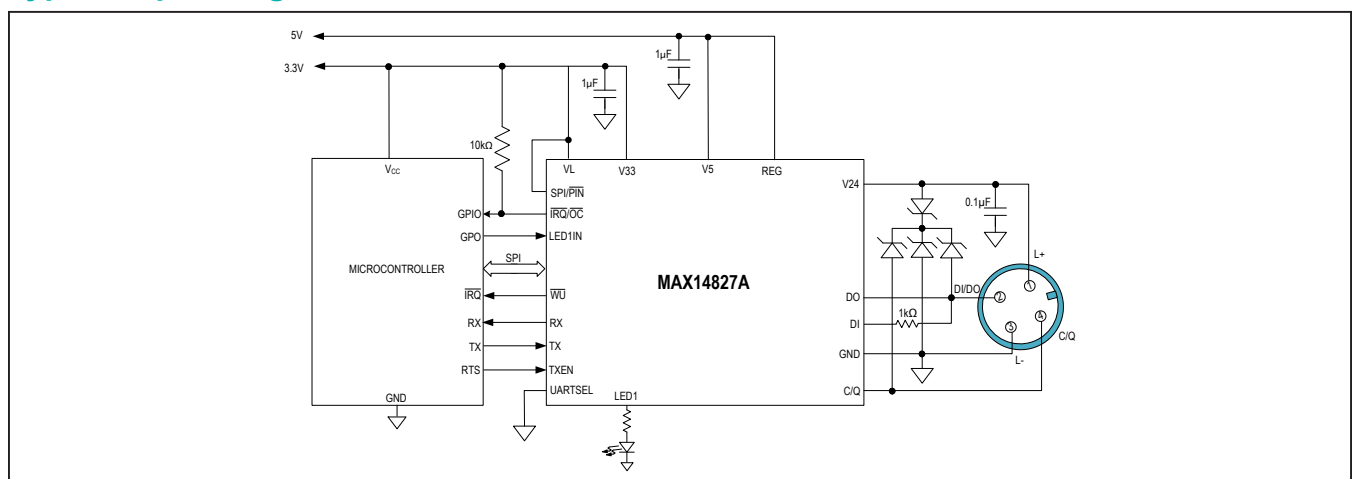 5V
1µF
3.3V
1µF
10kΩ
VCC
VL
V33
V5
REG
SPI/PIN
V24
0.1µF
GPIO
IRQ/OC
GPO
LED1IN
L+
SPI
MICROCONTROLLER
MAX14827A
IRQ
WU
DO
DI/DO
1
2
4
3
RX
RX
DI
1kΩ
C/Q
TX
TX
GND
L-
RTS
TXEN
UARTSEL
C/Q
GND
LED1